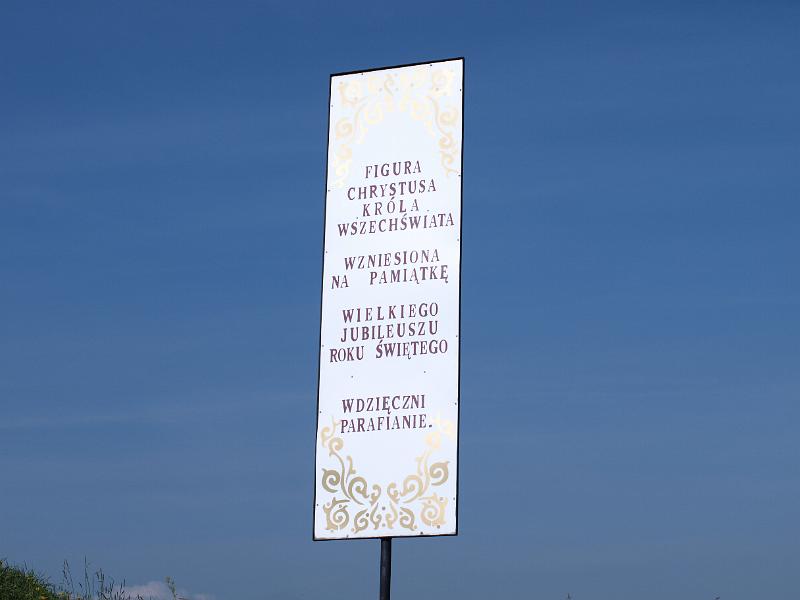 FIGURA
CHRYSTUSA
KRÓLA
WSZECHŚWIATA
WZNIESIONA
NA PAMIĄTKĘ
WIELKIEGO
JUBILEUSZU
ROKU ŚWIĘTEGO
WDZIĘCZNI
PARAFIANIE.